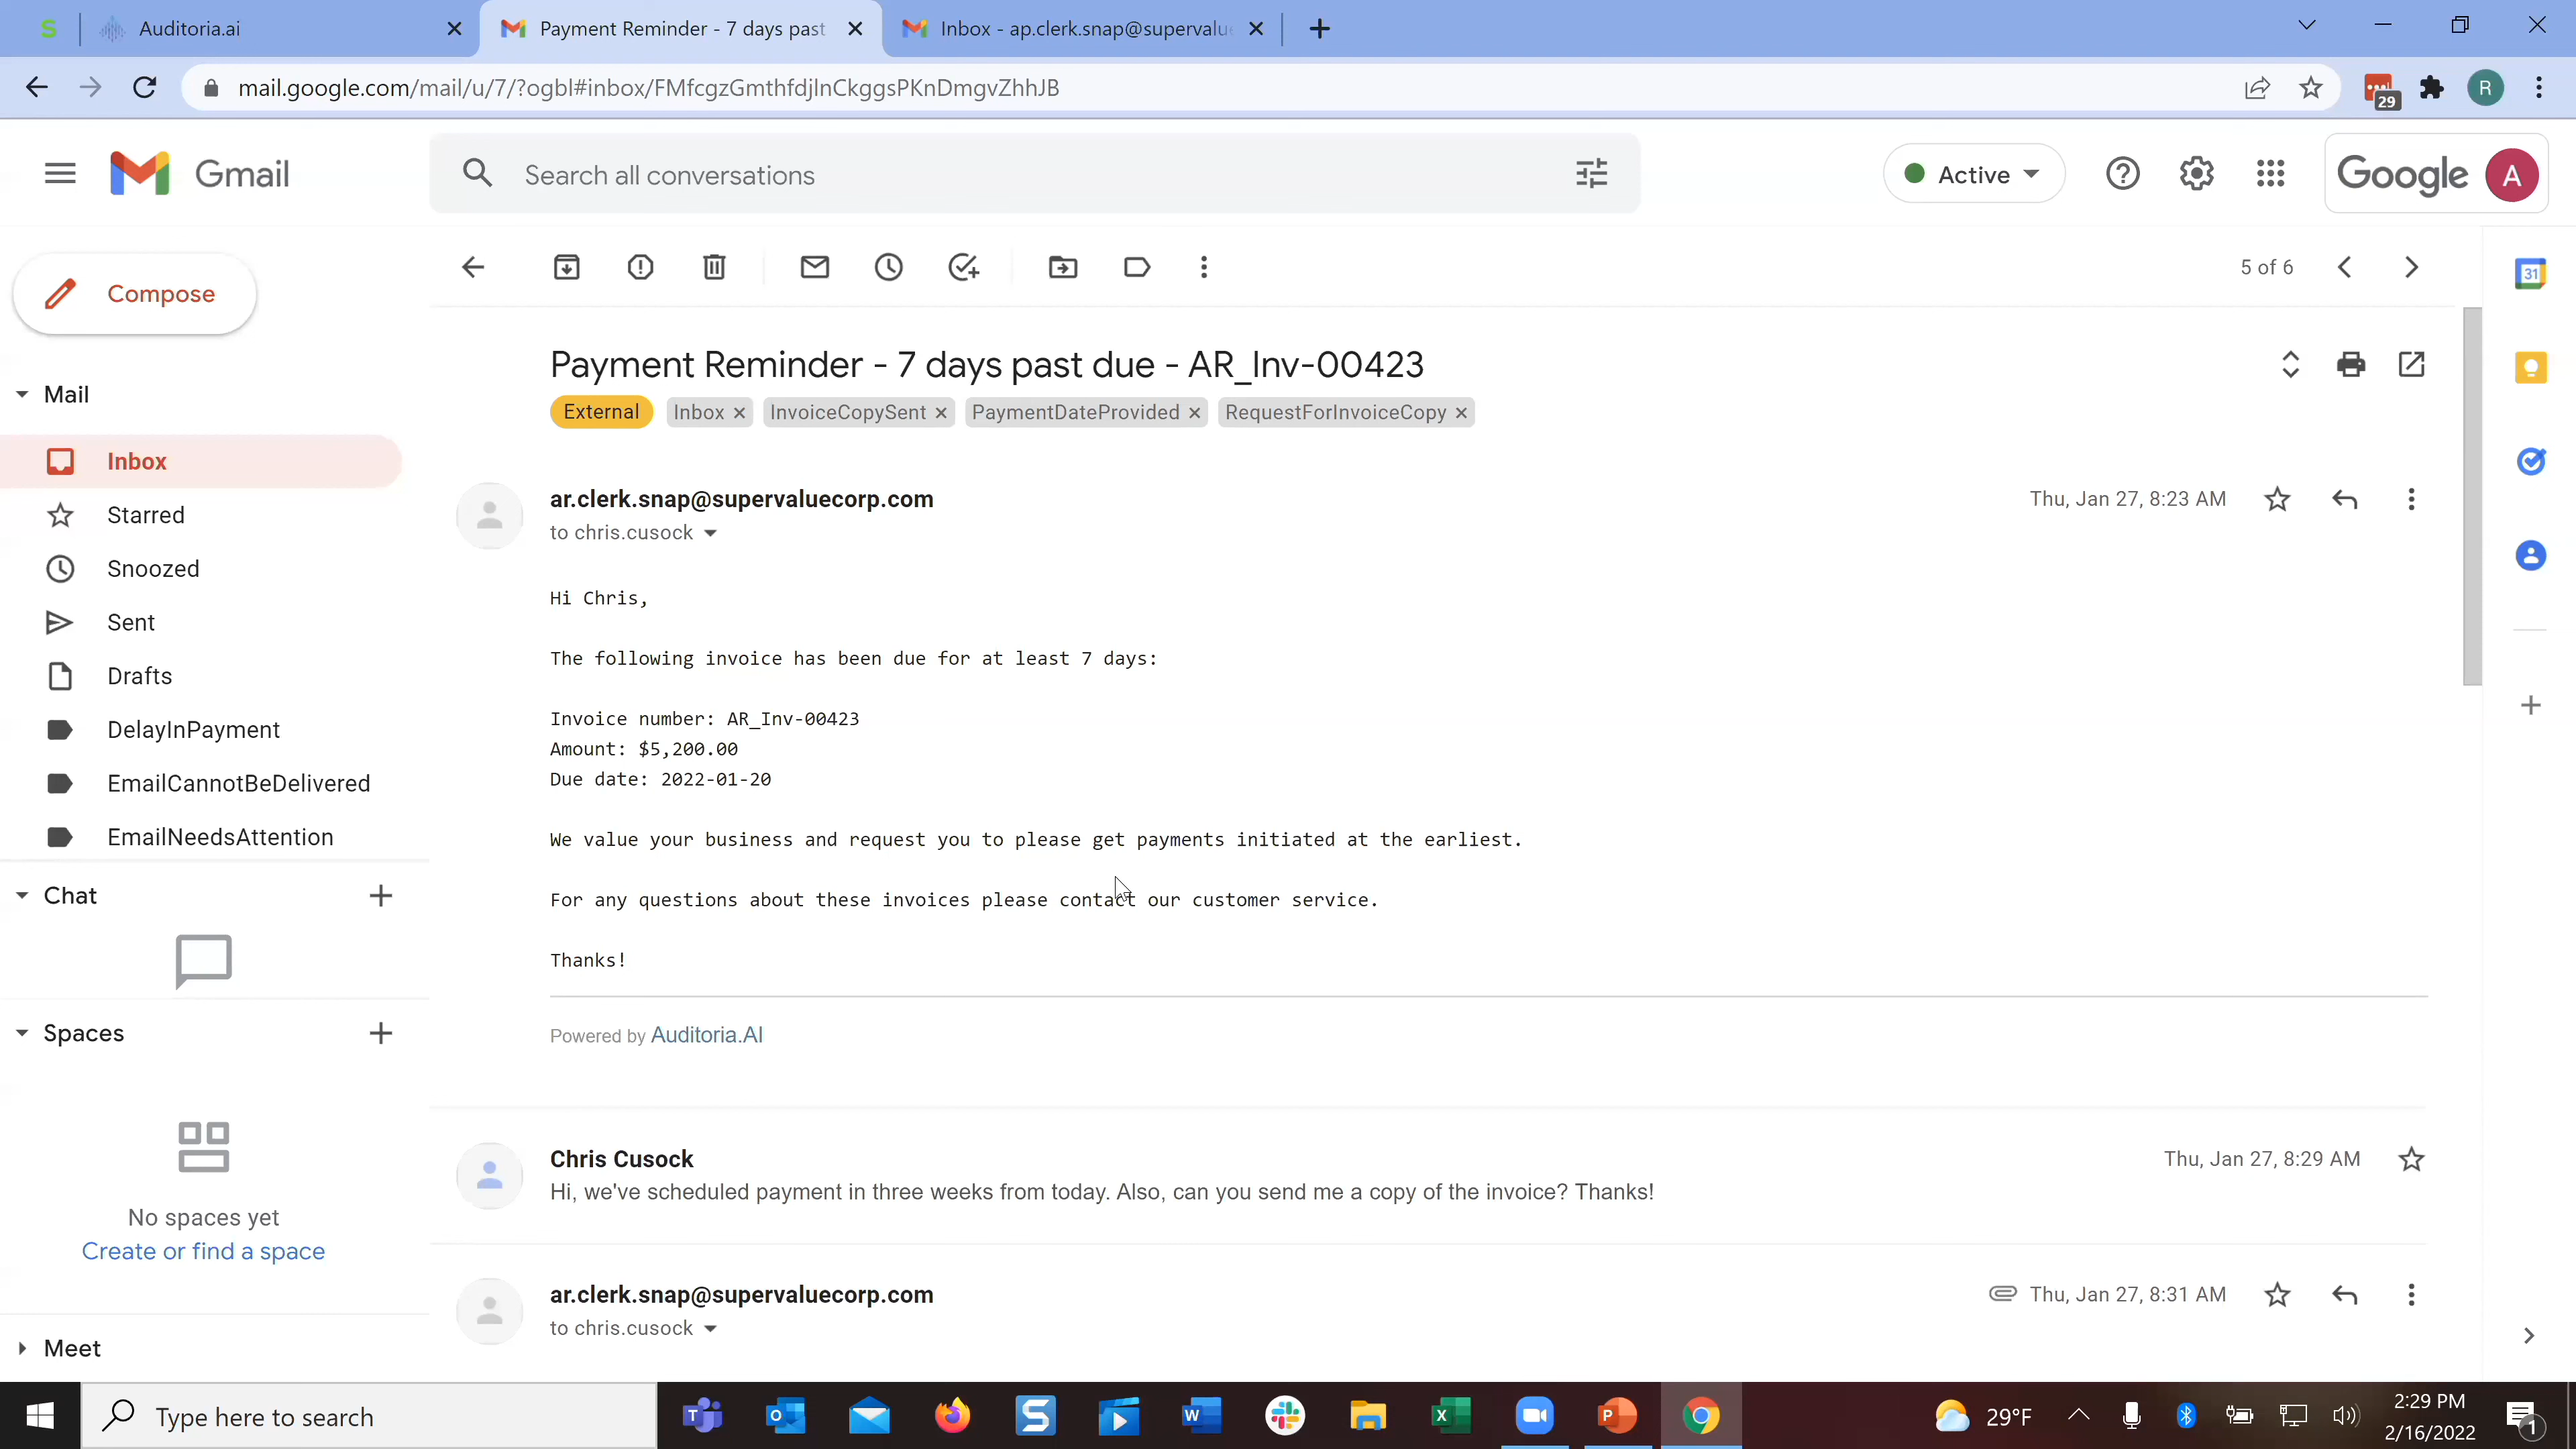 Auditoria.ai
Payment Reminder - 7 days past
Inbox - ap.clerk.snap@supervalu
mail.google.com/mail/u/7/?ogbl#inbox/FMfcgzGmthfdjlnCkggsPKnDmgvZhhJB
29
R
Gmail
Search all conversations
Active
Google
A
Compose
5 of 6
31
Mail
Inbox
Starred
Snoozed
Sent
Drafts
DelayInPayment
EmailCannotBeDelivered
EmailNeedsAttention
Chat
Spaces
No spaces yet
Create or find a space
Meet
Payment Reminder - 7 days past due - AR_Inv-00423
External Inbox InvoiceCopySent PaymentDateProvided RequestForInvoiceCopy
ar.clerk.snap@supervaluecorp.com
Thu, Jan 27, 8:23 AM
to chris.cusock
Hi Chris,
The following invoice has been due for at least 7 days:
Invoice number: AR_Inv-00423
Amount: $5,200.00
Due date: 2022-01-20
We value your business and request you to please get payments initiated at the earliest.
For any questions about these invoices please contact our customer service.
Thanks!
Powered by Auditoria.AI
Chris Cusock
Thu, Jan 27, 8:29 AM
Hi, we've scheduled payment in three weeks from today. Also, can you send me a copy of the invoice? Thanks!
ar.clerk.snap@supervaluecorp.com
Thu, Jan 27, 8:31 AM
to chris.cusock
Type here to search
29°F
2:29 PM
2/16/2022
1